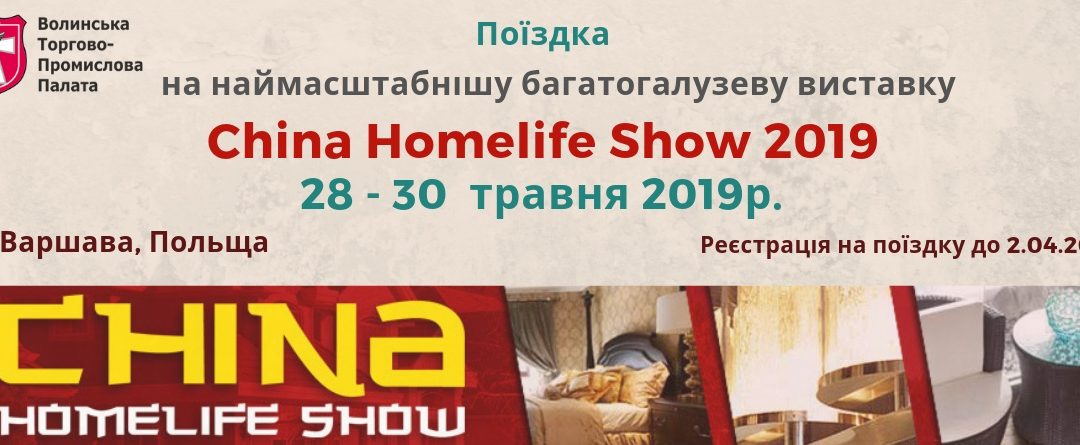 Волинська
Торгово-
Промислова
Палата
Поїздка
на наймасштабнішу багатогалузеву виставку
China Homelife Show 2019
28 - 30 травня 2019р.
Варшава, Польща
Реєстрація на поїздку до 2.04.20
CHINA
HOMELIFE SHOW